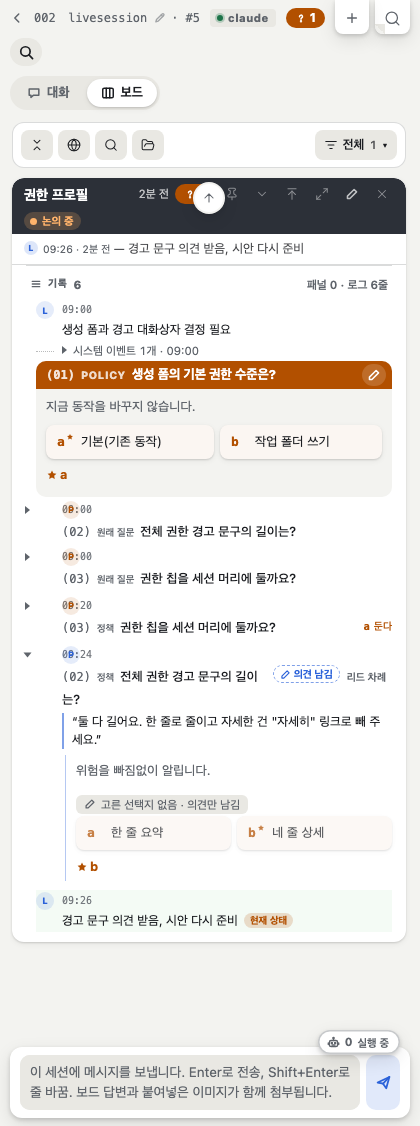 002 livesession · #5 claude ? 1
대화 보드
전체 1
권한 프로필 2분 전 ?
논의 중
L 09:26 · 2분 전 — 경고 문구 의견 받음, 시안 다시 준비
기록 6 패널 0 · 로그 6줄
L 09:00
생성 폼과 경고 대화상자 결정 필요
시스템 이벤트 1개 · 09:00
(01) POLICY 생성 폼의 기본 권한 수준은?
지금 동작을 바꾸지 않습니다.
a★ 기본(기존 동작) b 작업 폴더 쓰기
★ a
:00
(02) 원래 질문 전체 권한 경고 문구의 길이는?
:00
(03) 원래 질문 권한 칩을 세션 머리에 둘까요?
:20
(03) 정책 권한 칩을 세션 머리에 둘까요? a 둔다
:24
(02) 정책 전체 권한 경고 문구의 길이 의견 남김 리드 차례
는?
“둘 다 길어요. 한 줄로 줄이고 자세한 건 "자세히" 링크로 빼 주
세요.”
위험을 빠짐없이 알립니다.
고른 선택지 없음 · 의견만 남김
a 한 줄 요약 b★ 네 줄 상세
★ b
L 09:26
경고 문구 의견 받음, 시안 다시 준비 현재 상태
0 실행 중
이 세션에 메시지를 보냅니다. Enter로 전송, Shift+Enter로
줄 바꿈. 보드 답변과 붙여넣은 이미지가 함께 첨부됩니다.